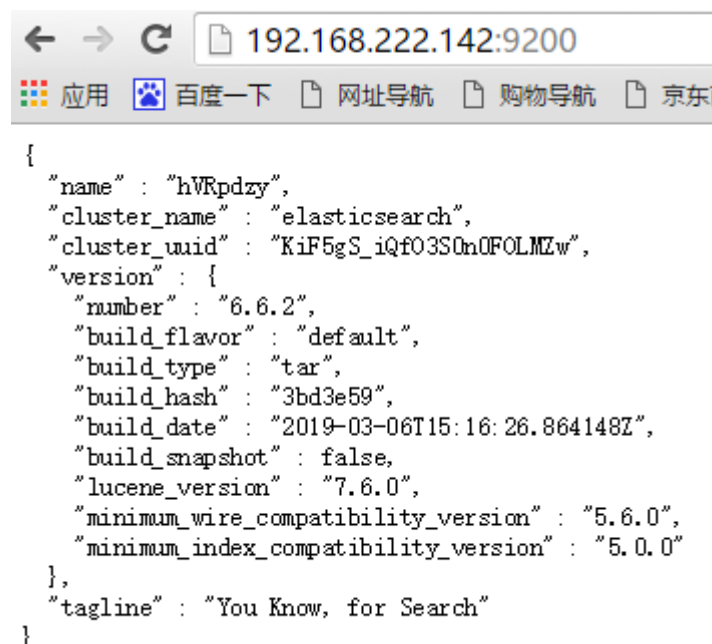 192.168.222.142:9200
应用 百度一下 网址导航 购物导航 京东
{
"name" : "hVRpdzy",
"cluster_name" : "elasticsearch",
"cluster_uuid" : "KiF5gS_iQfO3S0n0FOLMZw",
"version" : {
"number" : "6.6.2",
"build_flavor" : "default",
"build_type" : "tar",
"build_hash" : "3bd3e59",
"build_date" : "2019-03-06T15:16:26.864148Z",
"build_snapshot" : false,
"lucene_version" : "7.6.0",
"minimum_wire_compatibility_version" : "5.6.0",
"minimum_index_compatibility_version" : "5.0.0"
},
"tagline" : "You Know, for Search"
}